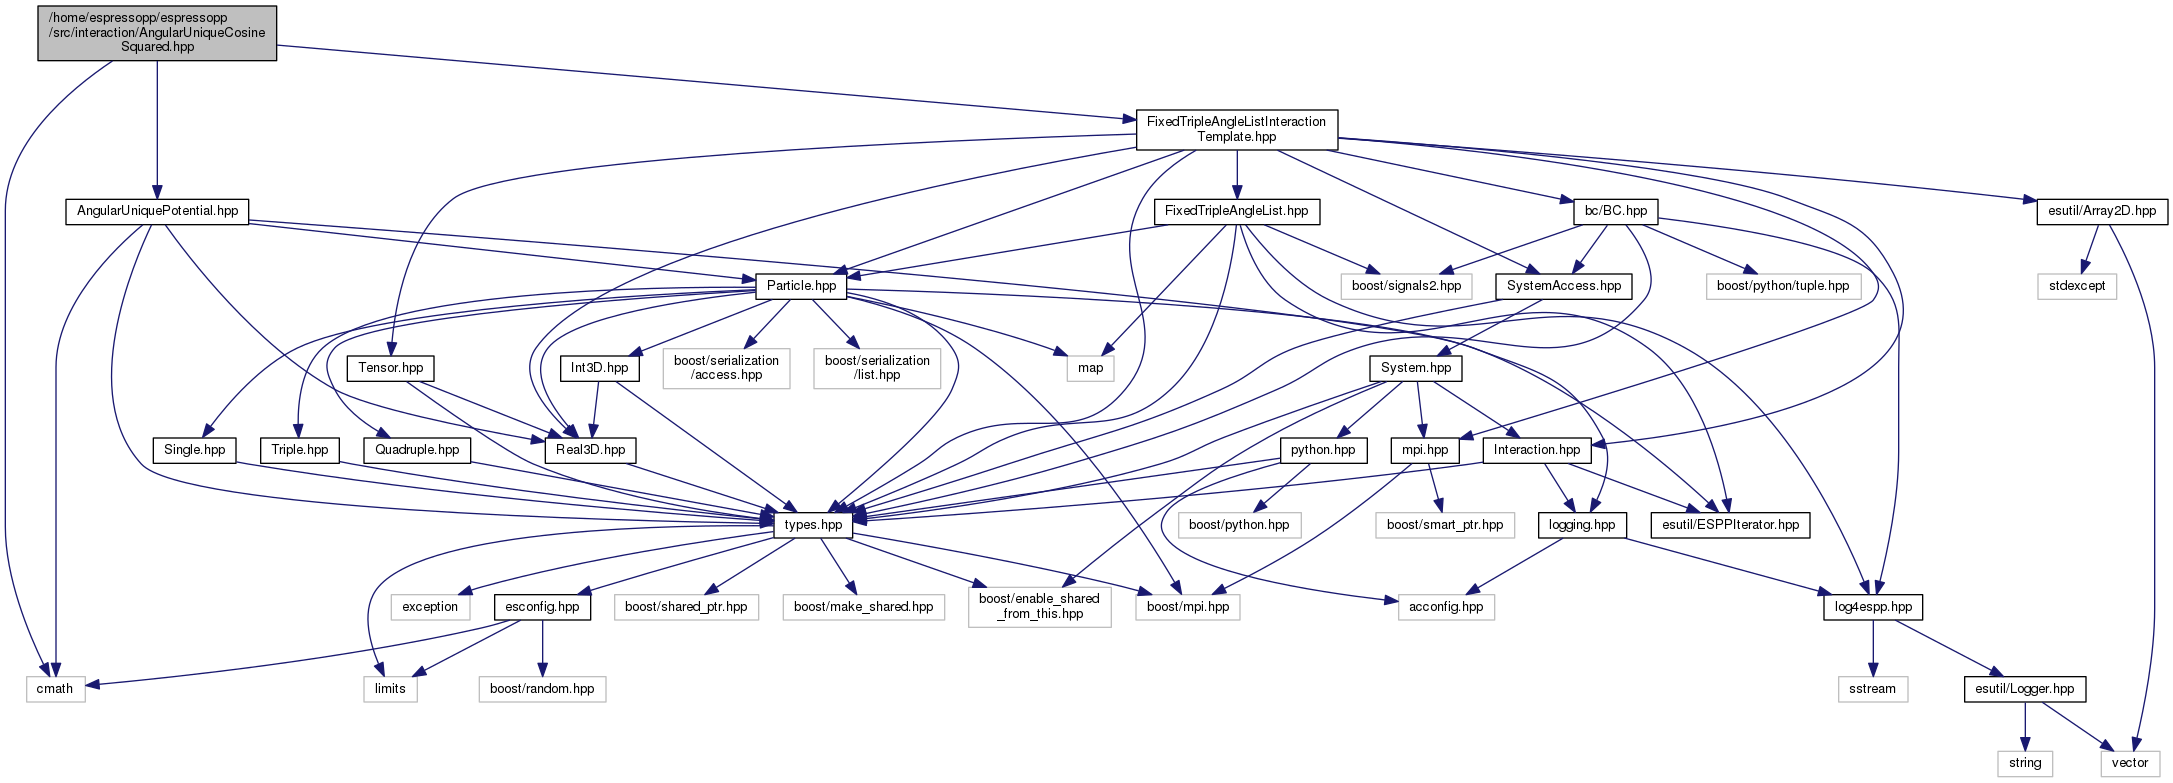 /home/espressopp/espressopp
/src/interaction/AngularUniqueCosine
Squared.hpp
FixedTripleAngleListInteraction
Template.hpp
AngularUniquePotential.hpp
FixedTripleAngleList.hpp
bc/BC.hpp
esutil/Array2D.hpp
Particle.hpp
boost/signals2.hpp
SystemAccess.hpp
boost/python/tuple.hpp
stdexcept
Tensor.hpp
Int3D.hpp
boost/serialization
/access.hpp
boost/serialization
/list.hpp
map
System.hpp
Single.hpp
Triple.hpp
Quadruple.hpp
Real3D.hpp
python.hpp
mpi.hpp
Interaction.hpp
types.hpp
boost/python.hpp
boost/smart_ptr.hpp
logging.hpp
esutil/ESPPIterator.hpp
exception
esconfig.hpp
boost/shared_ptr.hpp
boost/make_shared.hpp
boost/enable_shared
_from_this.hpp
boost/mpi.hpp
acconfig.hpp
log4espp.hpp
cmath
limits
boost/random.hpp
sstream
esutil/Logger.hpp
string
vector